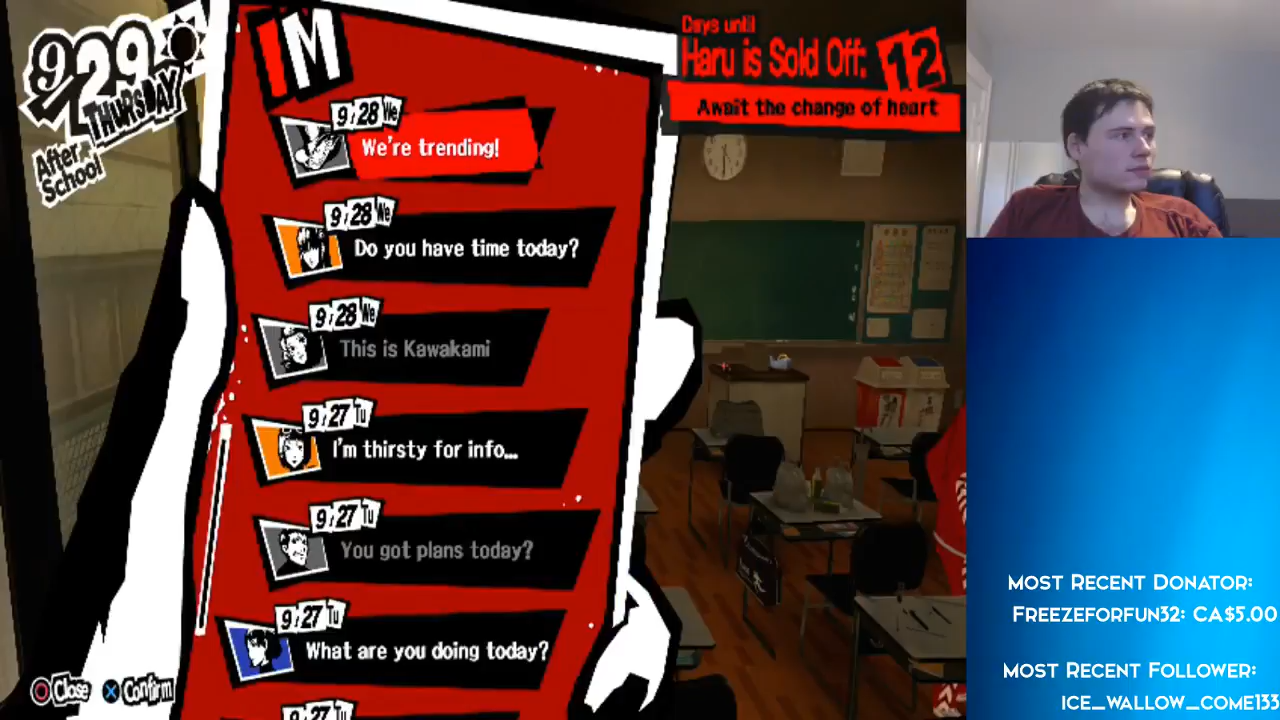 9/29
THURSDAY
After School
IM
9/28 We
We're trending!
9/28 We
Do you have time today?
9/28 We
This is Kawakami
9/27 Tu
I'm thirsty for info...
9/27 Tu
You got plans today?
9/27 Tu
What are you doing today?
9/27 Tu
Close
Confirm
Days until
Haru is Sold Off: 12
Await the change of heart
MOST RECENT DONATOR:
FREEZEFORFUN32: CA$5.00
MOST RECENT FOLLOWER:
ICE_WALLOW_COME133